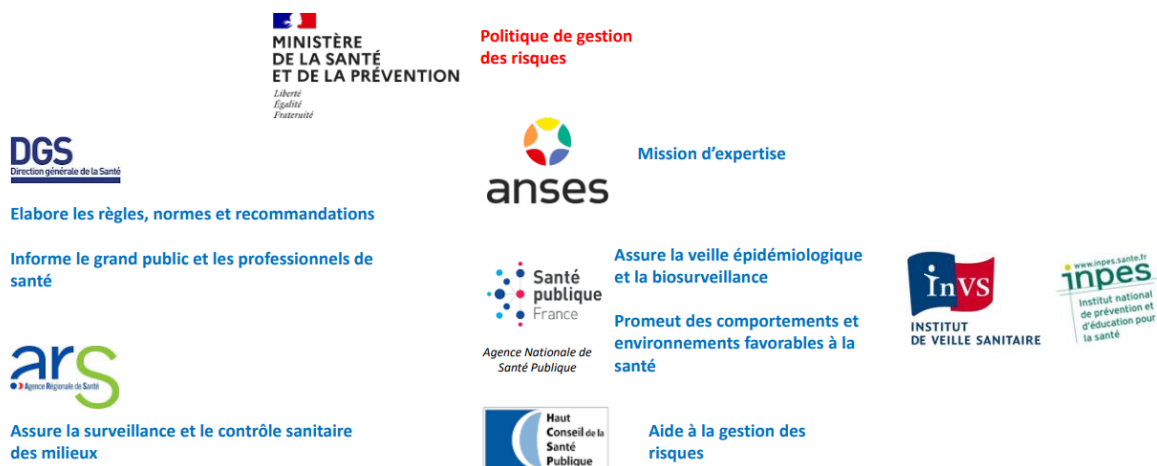 MINISTÈRE
DE LA SANTÉ
ET DE LA PRÉVENTION
Liberté
Égalité
Fraternité
Politique de gestion
des risques
DGS
Direction générale de la Santé
Elabore les règles, normes et recommandations
Informe le grand public et les professionnels de
santé
ars
Agence Régionale de Santé
Assure la surveillance et le contrôle sanitaire
des milieux
anses
Mission d’expertise
Santé
publique
France
Agence Nationale de
Santé Publique
Assure la veille épidémiologique
et la biosurveillance
Promeut des comportements et
environnements favorables à la
santé
InVS
INSTITUT
DE VEILLE SANITAIRE
www.inpes.sante.fr
inpes
Institut national
de prévention et
d'éducation pour
la santé
Haut
Conseil de la
Santé
Publique
Aide à la gestion des
risques